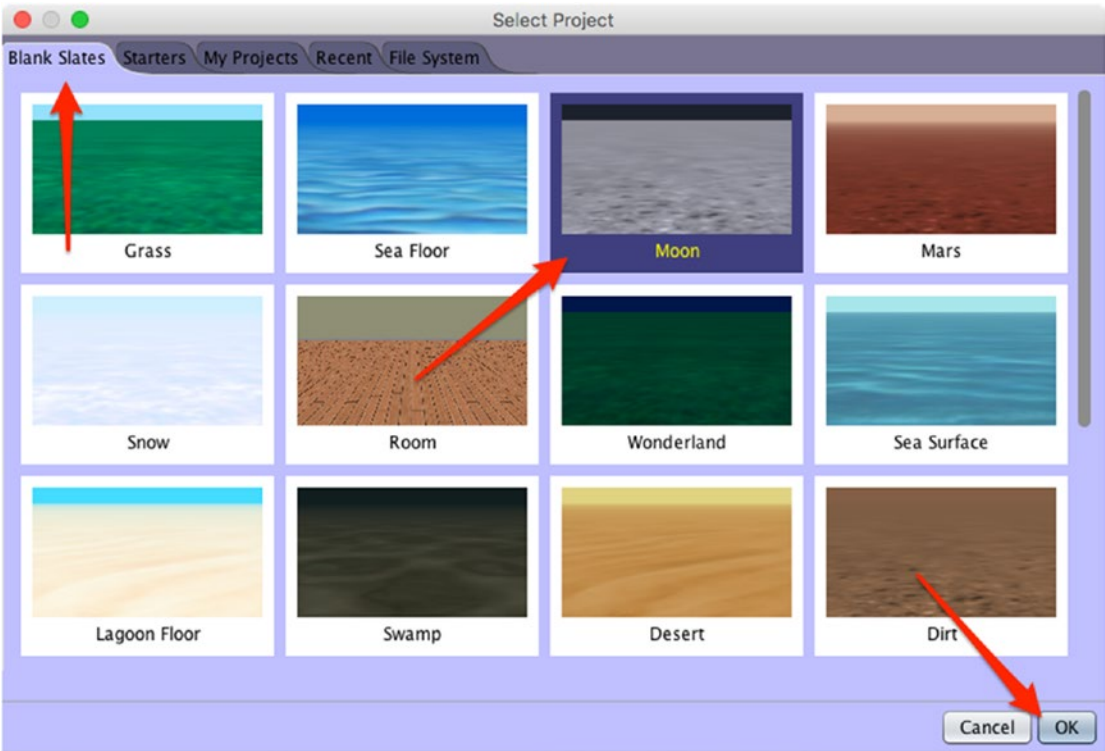 Select Project
Blank Slates Starters My Projects Recent File System
Grass Sea Floor Moon Mars
Snow Room Wonderland Sea Surface
Lagoon Floor Swamp Desert Dirt
Cancel OK